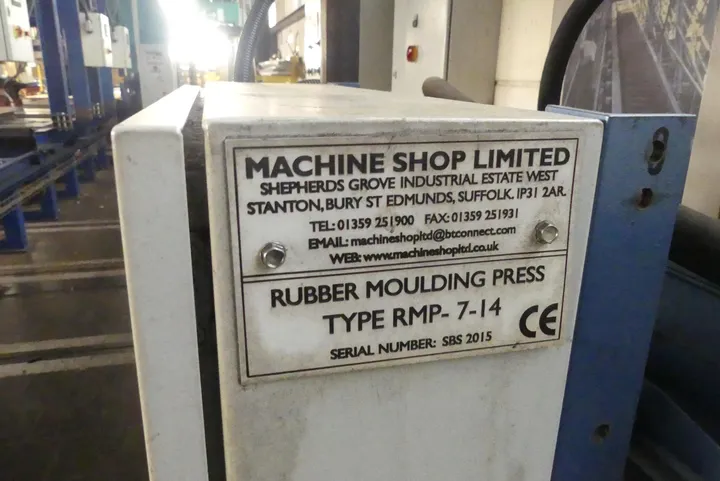 MACHINE SHOP LIMITED
SHEPHERDS GROVE INDUSTRIAL ESTATE WEST
STANTON, BURY ST EDMUNDS, SUFFOLK. IP31 2AR.
TEL: 01359 251900 FAX: 01359 251931
EMAIL: machineshopltd@btconnect.com
WEB: www.machineshopltd.co.uk
RUBBER MOULDING PRESS
TYPE RMP- 7-14
CE
SERIAL NUMBER: SBS 2015